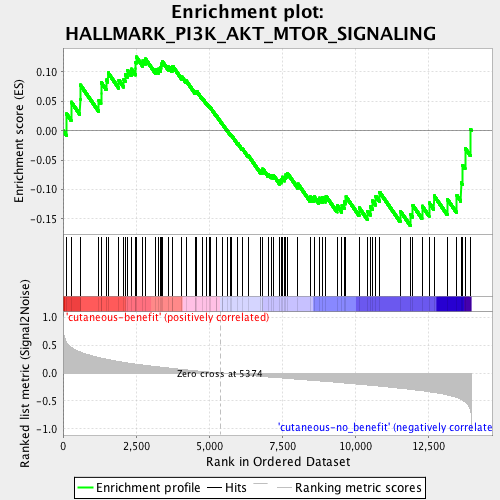 Enrichment plot:
HALLMARK_PI3K_AKT_MTOR_SIGNALING
Enrichment score (ES)
0.10
0.05
0.00
-0.05
-0.10
-0.15
Ranked list metric (Signal2Noise)
1.0
0.5
0.0
-0.5
-1.0
'cutaneous-benefit' (positively correlated)
Zero cross at 5374
'cutaneous-no_benefit' (negatively correlate
0
2,500
5,000
7,500
10,000
12,500
Rank in Ordered Dataset
Enrichment profile
Hits
Ranking metric scores